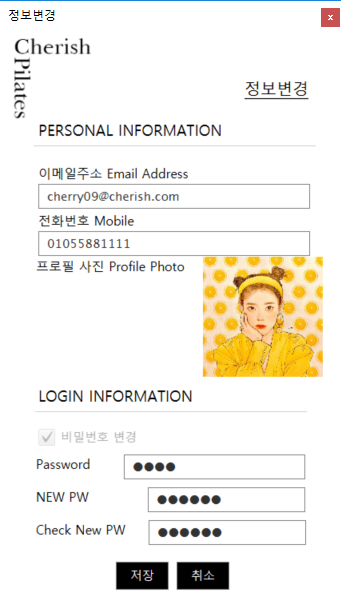 정보변경
x
Cherish
Pilates
정보변경
PERSONAL INFORMATION
이메일주소 Email Address
cherry09@cherish.com
전화번호 Mobile
01055881111
프로필 사진 Profile Photo
LOGIN INFORMATION
비밀번호 변경
Password
●●●●
NEW PW
●●●●●●
Check New PW
●●●●●●
저장 취소